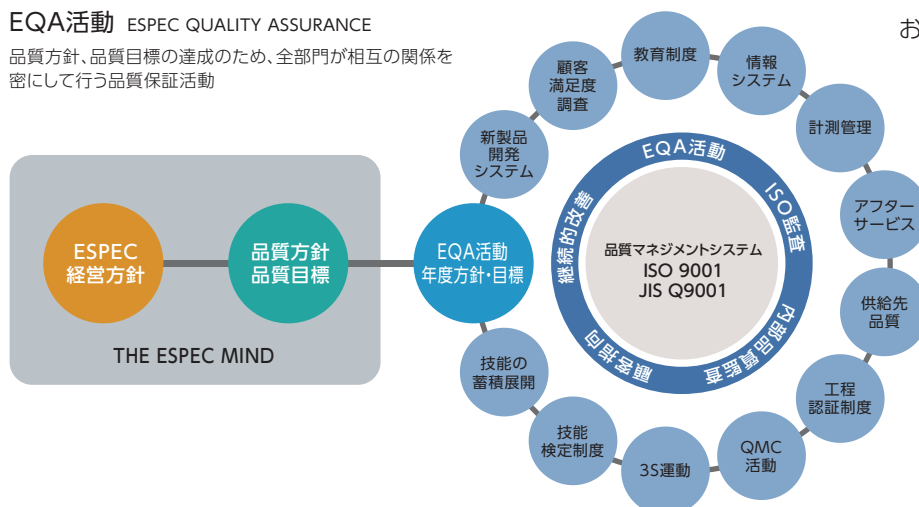 EQA活動 ESPEC QUALITY ASSURANCE
品質方針、品質目標の達成のため、全部門が相互の関係を
密にして行う品質保証活動
お
ESPEC
経営方針
品質方針
品質目標
THE ESPEC MIND
EQA活動
年度方針・目標
新製品
開発
システム
顧客
満足度
調査
教育制度
情報
システム
計測管理
アフター
サービス
供給先
品質
工程
認証制度
QMC
活動
3S運動
技能
検定制度
技能の
蓄積展開
EQA活動
ISO監査
内部品質監査
顧客指向
継続的改善
品質マネジメントシステム
ISO 9001
JIS Q9001